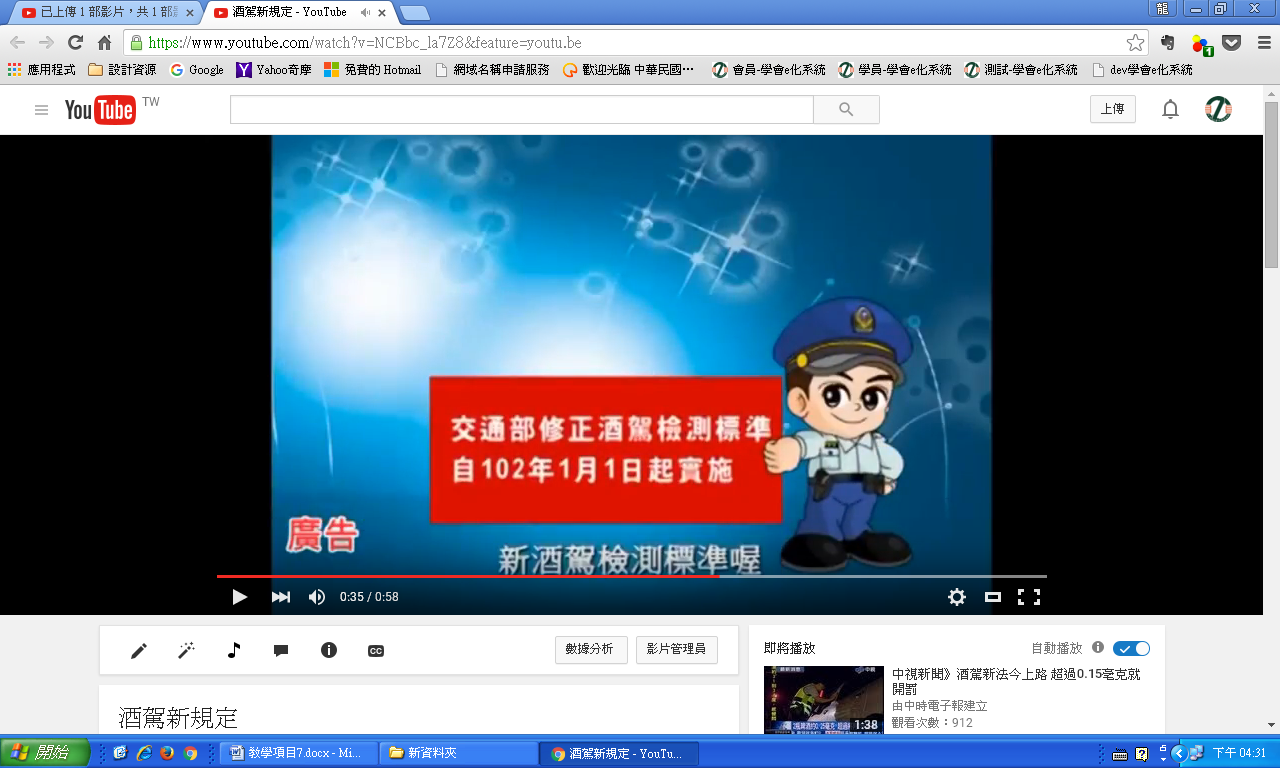 已上傳 1 部影片，共 1 部影
酒駕新規定 - YouTube
龍
https://www.youtube.com/watch?v=NCBbc_la7Z8&feature=youtu.be
1
應用程式 設計資源 Google Yahoo奇摩 免費的 Hotmail 網域名稱申請服務 歡迎光臨 中華民國… 會員-學會e化系統 學員-學會e化系統 測試-學會e化系統 dev學會e化系統
YouTube TW
上傳
交通部修正酒駕檢測標準
自102年1月1日起實施
廣告
新酒駕檢測標準喔
0:35 / 0:58
CC
數據分析
影片管理員
即將播放
自動播放
中視新聞》酒駕新法今上路 超過0.15毫克就開罰
由中時電子報建立
觀看次數：912
1:38
酒駕新規定
開始
教學項目7.docx - Mi...
新資料夾
酒駕新規定 - YouTu...
下午 04:31